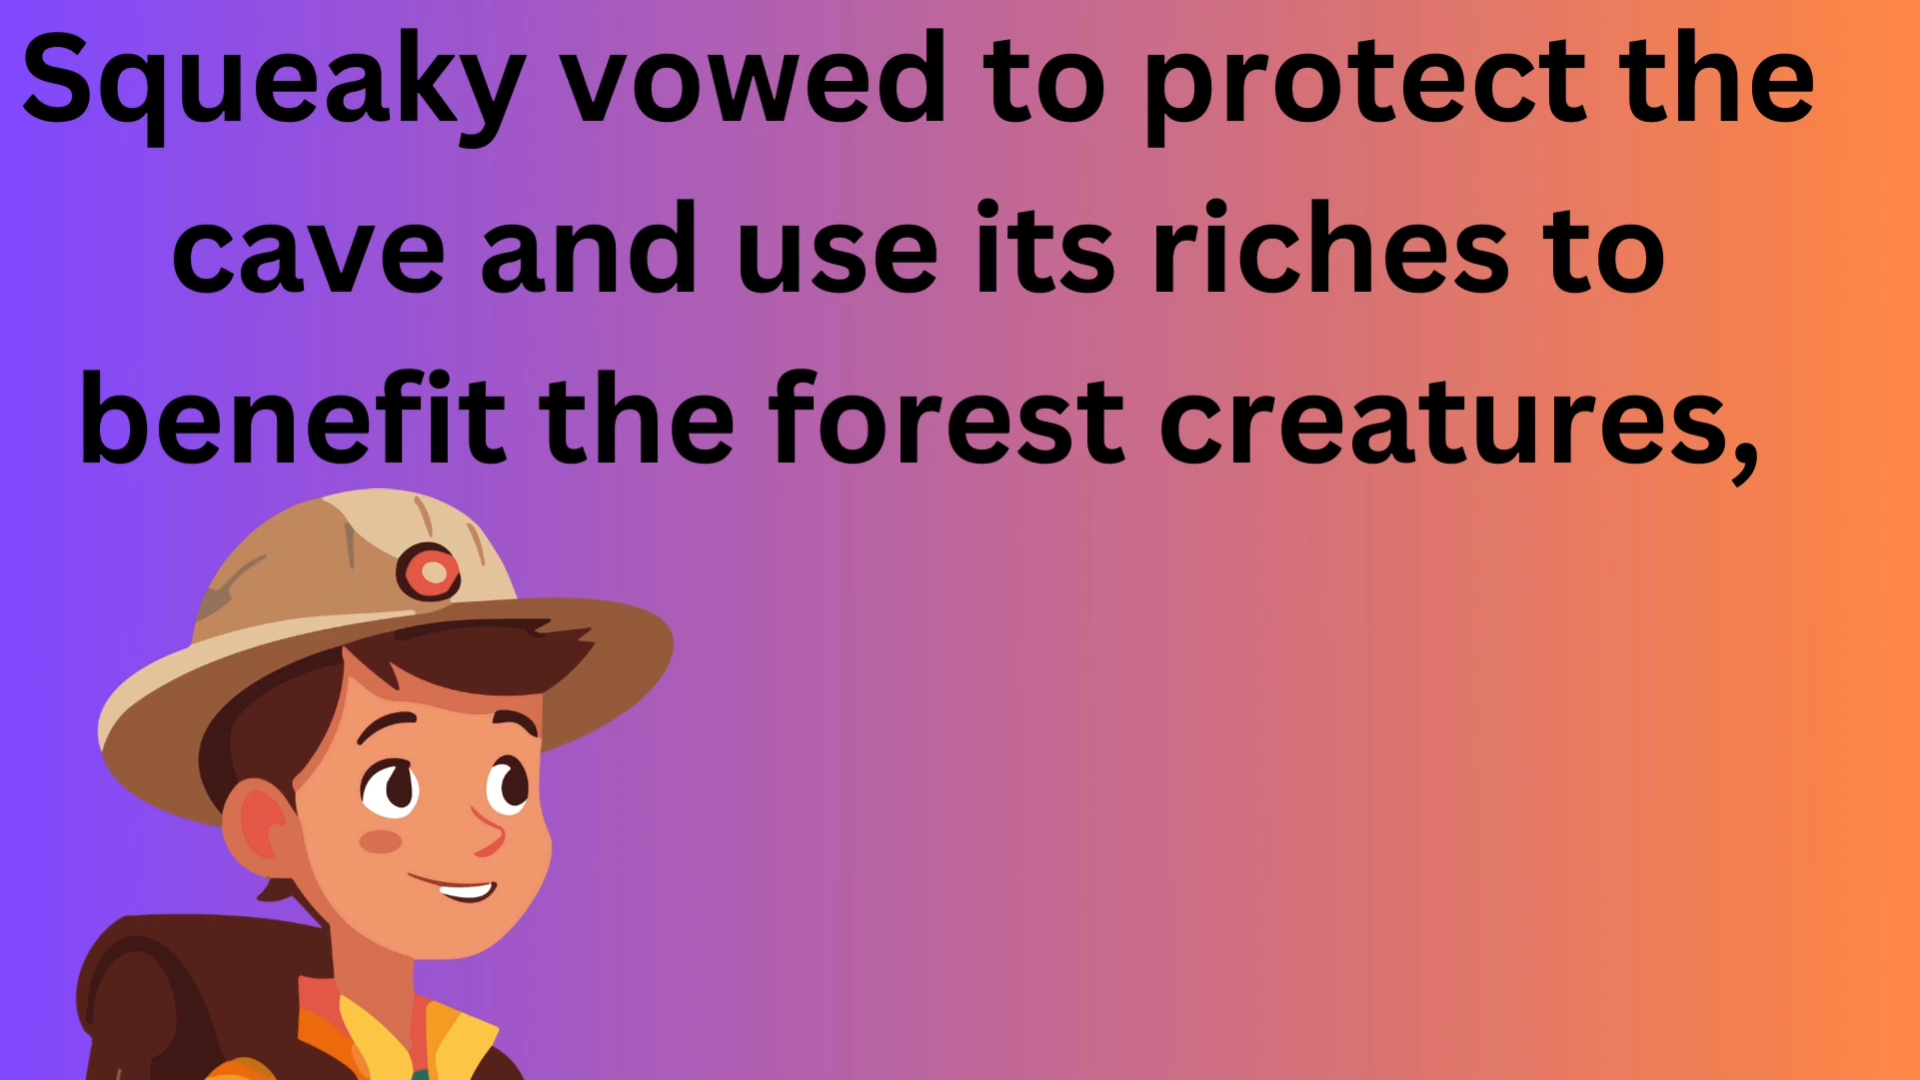 Squeaky vowed to protect the
cave and use its riches to
benefit the forest creatures,